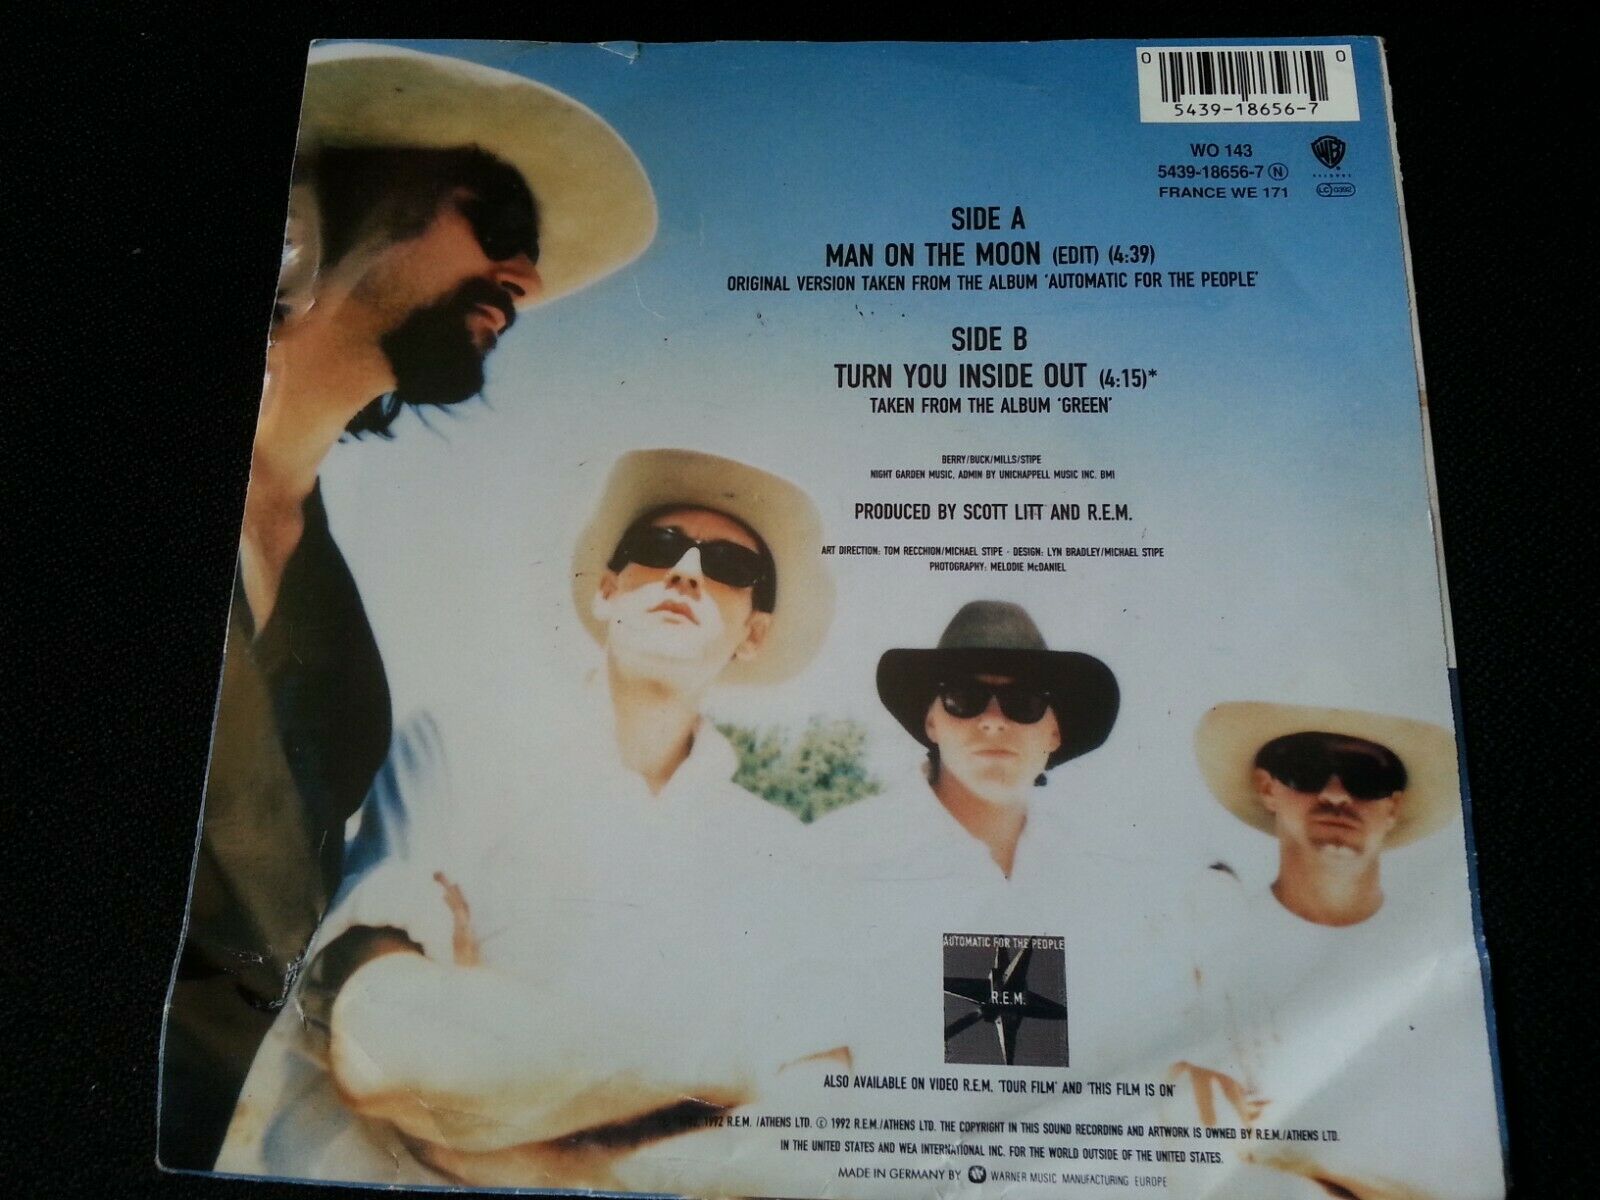 0 0
5439-18656-7
WO 143
5439-18656-7 N
FRANCE WE 171
WB
RECORDS
LC 0392
SIDE A
MAN ON THE MOON (EDIT) (4:39)
ORIGINAL VERSION TAKEN FROM THE ALBUM 'AUTOMATIC FOR THE PEOPLE'
SIDE B
TURN YOU INSIDE OUT (4:15)*
TAKEN FROM THE ALBUM 'GREEN'
BERRY/BUCK/MILLS/STIPE
NIGHT GARDEN MUSIC, ADMIN BY UNICHAPPELL MUSIC INC. BMI
PRODUCED BY SCOTT LITT AND R.E.M.
ART DIRECTION: TOM RECCHION/MICHAEL STIPE · DESIGN: LYN BRADLEY/MICHAEL STIPE
PHOTOGRAPHY: MELODIE McDANIEL
AUTOMATIC FOR THE PEOPLE
R.E.M.
ALSO AVAILABLE ON VIDEO R.E.M. 'TOUR FILM' AND 'THIS FILM IS ON'
1992 R.E.M. /ATHENS LTD. © 1992 R.E.M./ATHENS LTD. THE COPYRIGHT IN THIS SOUND RECORDING AND ARTWORK IS OWNED BY R.E.M./ATHENS LTD.
IN THE UNITED STATES AND WEA INTERNATIONAL INC. FOR THE WORLD OUTSIDE OF THE UNITED STATES.
MADE IN GERMANY BY WARNER MUSIC MANUFACTURING EUROPE